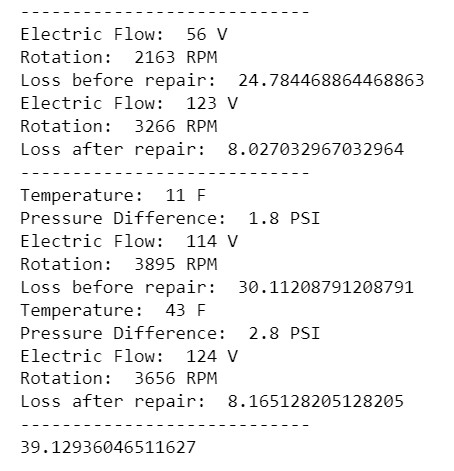 ----------------------------
Electric Flow:  56 V
Rotation:  2163 RPM
Loss before repair:  24.784468864468863
Electric Flow:  123 V
Rotation:  3266 RPM
Loss after repair:  8.027032967032964
----------------------------
Temperature:  11 F
Pressure Difference:  1.8 PSI
Electric Flow:  114 V
Rotation:  3895 RPM
Loss before repair:  30.11208791208791
Temperature:  43 F
Pressure Difference:  2.8 PSI
Electric Flow:  124 V
Rotation:  3656 RPM
Loss after repair:  8.165128205128205
----------------------------
39.12936046511627